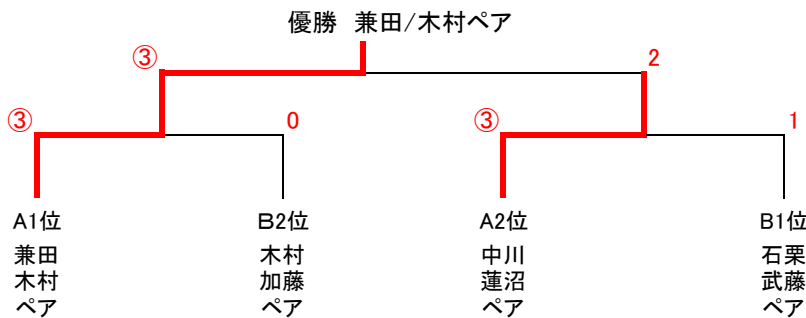 優勝 兼田/木村ペア
③ 2
③ 0 ③ 1
A1位 B2位 A2位 B1位
兼田 木村 中川 石栗
木村 加藤 蓮沼 武藤
ペア ペア ペア ペア